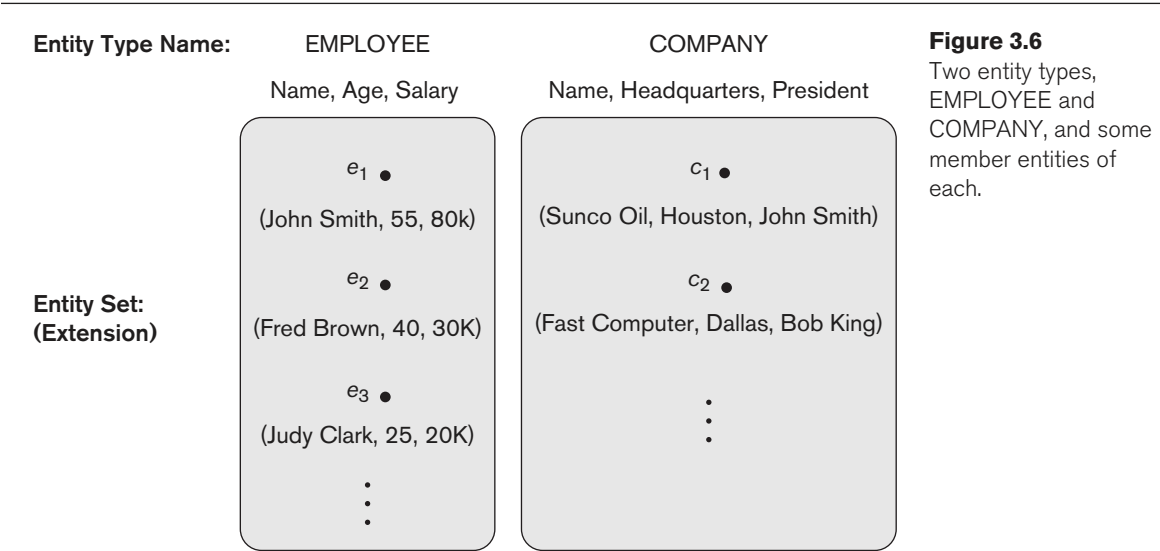 Entity Type Name: EMPLOYEE COMPANY
Name, Age, Salary Name, Headquarters, President
e1
(John Smith, 55, 80k)
e2
(Fred Brown, 40, 30K)
e3
(Judy Clark, 25, 20K)
c1
(Sunco Oil, Houston, John Smith)
c2
(Fast Computer, Dallas, Bob King)
Entity Set:
(Extension)
Figure 3.6
Two entity types,
EMPLOYEE and
COMPANY, and some
member entities of
each.